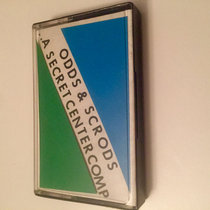 ODDS & SCRODS
A SECRET CENTER COMP